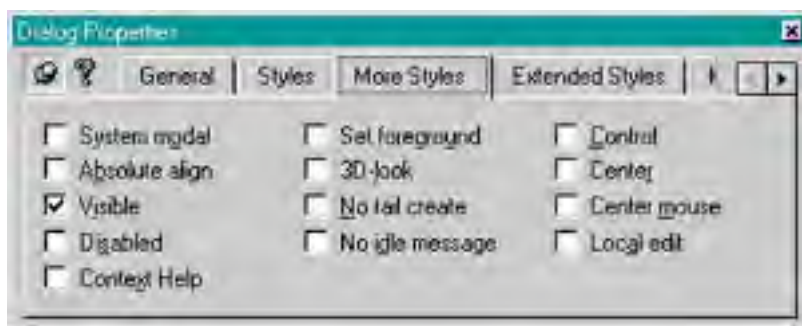 Dialog Properties
General Styles More Styles Extended Styles
System modal Set foreground Control
Absolute align 3D-look Center
Visible No fail create Center mouse
Disabled No idle message Local edit
Context Help